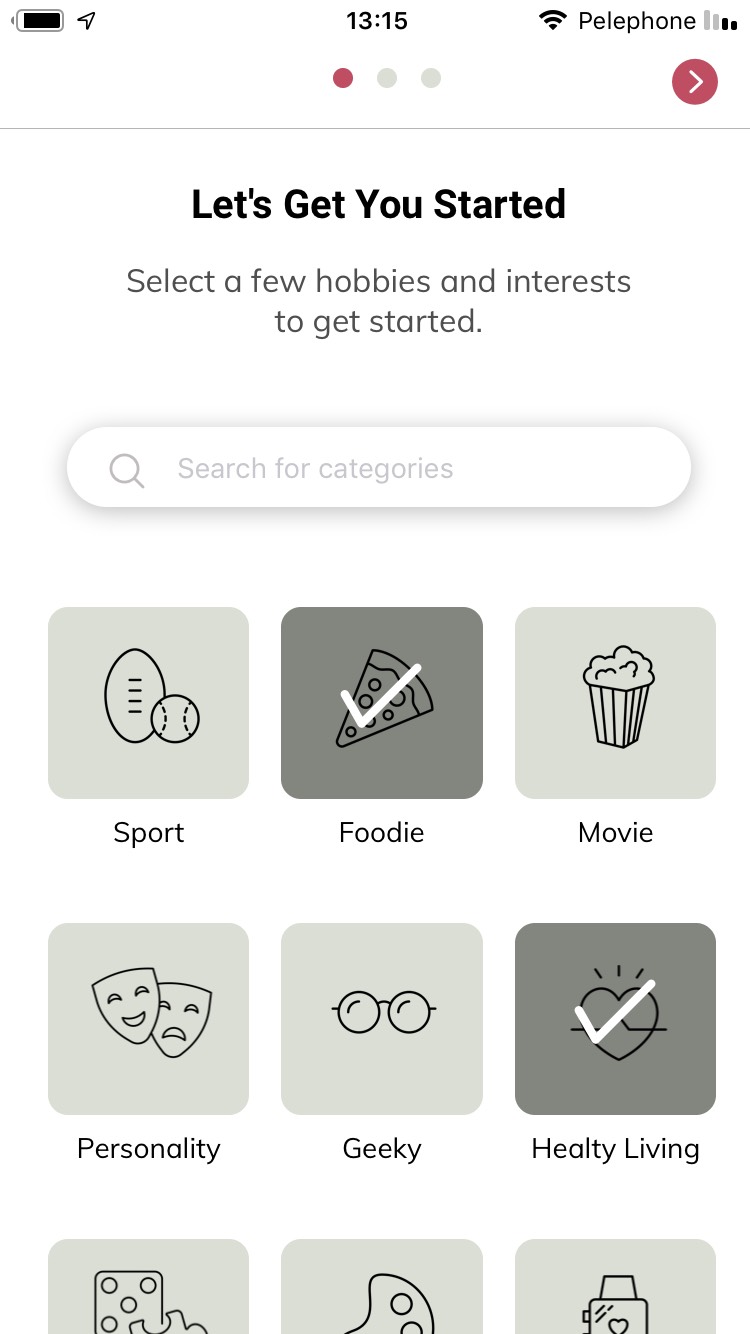 13:15 Pelephone
Let's Get You Started
Select a few hobbies and interests
to get started.
Search for categories
Sport Foodie Movie
Personality Geeky Healty Living